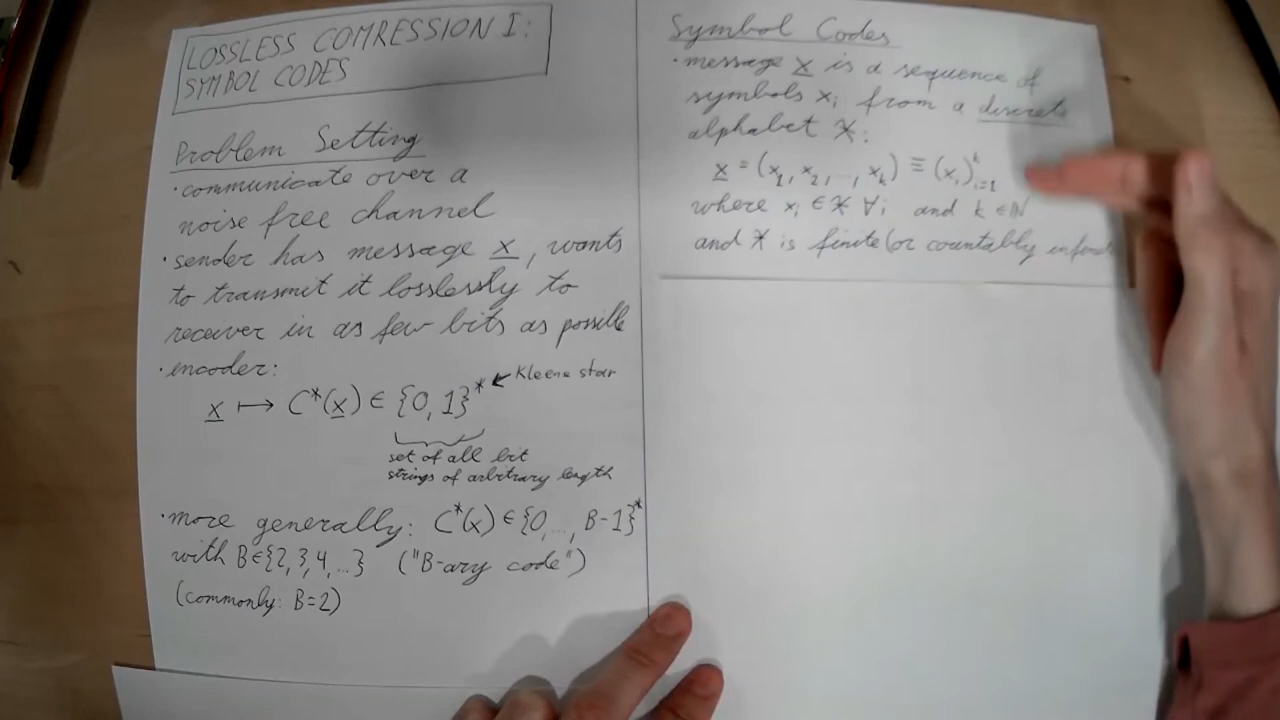 LOSSLESS COMRESSION I:
SYMBOL CODES
Problem Setting
· communicate over a
noise free channel
· sender has message x, wants
to transmit it losslessly to
receiver in as few bits as possible
· encoder:
x ↦ C*(x) ∈ {0,1}* ← Kleene star
set of all bit
strings of arbitrary length
· more generally: C*(x) ∈ {0,..., B-1}*
with B∈{2,3,4,...} ("B-ary code")
(commonly: B=2)
Symbol Codes
· message x is a sequence of
symbols xᵢ from a discrete
alphabet 𝒳:
x = (x₁, x₂, ..., xₖ) ≡ (xᵢ)ᵏᵢ₌₁
where xᵢ ∈ 𝒳 ∀i and k ∈ ℕ
and 𝒳 is finite (or countably